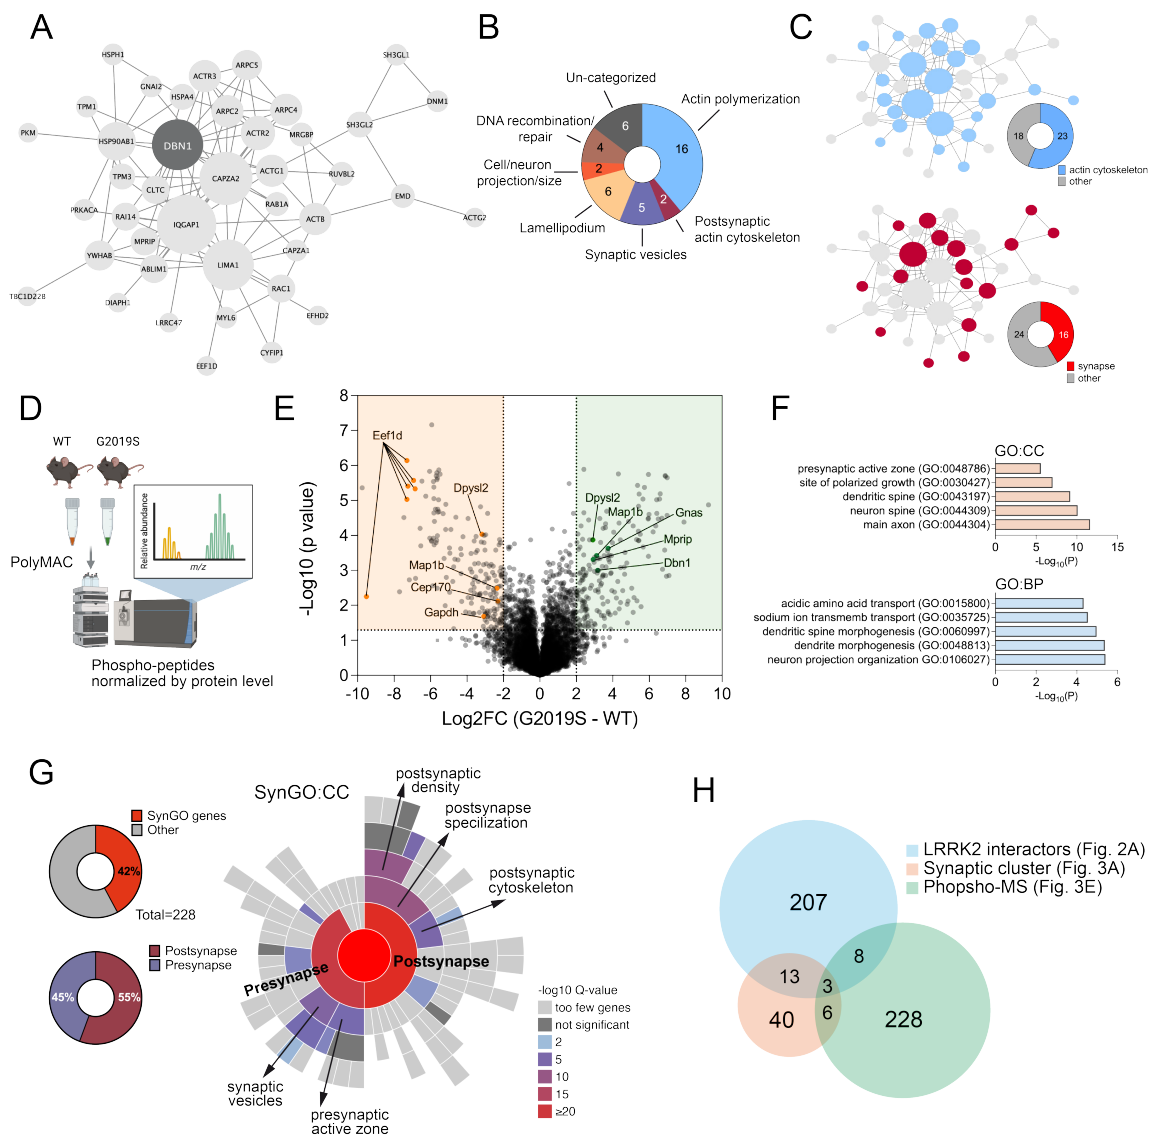 A
HSPH1
GNAI2
ACTR3
ARPC5
HSPA4
TPM1
ARPC2
ARPC4
PKM
HSP90AB1
DBN1
ACTR2
MRGBP
SH3GL1
DNM1
SH3GL2
TPM3
CLTC
CAPZA2
ACTG1
RUVBL2
RAB1A
EMD
PRKACA
RAI14
IQGAP1
ACTB
ACTG2
MPRIP
YWHAB
ABLIM1
LIMA1
CAPZA1
RAC1
TBC1D22B
DIAPH1
LRRC47
MYL6
EFHD2
CYFIP1
EEF1D
B
Un-categorized
Actin polymerization
DNA recombination/
repair
Cell/neuron
projection/size
Lamellipodium
Synaptic vesicles
Postsynaptic
actin cytoskeleton
6
16
4
2
6
5
2
C
18
23
actin cytoskeleton
other
24
16
synapse
other
D
WT
G2019S
PolyMAC
Relative abundance
m/z
Phospho-peptides
normalized by protein level
E
-Log10 (p value)
8
7
6
5
4
3
2
1
0
-10
-8
-6
-4
-2
0
2
4
6
8
10
Log2FC (G2019S - WT)
Eef1d
Dpysl2
Map1b
Cep170
Gapdh
Dpysl2
Map1b
Gnas
Mprip
Dbn1
F
GO:CC
presynaptic active zone (GO:0048786)
site of polarized growth (GO:0030427)
dendritic spine (GO:0043197)
neuron spine (GO:0044309)
main axon (GO:0044304)
0
5
10
15
-Log10(P)
GO:BP
acidic amino acid transport (GO:0015800)
sodium ion transmemb transport (GO:0035725)
dendritic spine morphogenesis (GO:0060997)
dendrite morphogenesis (GO:0048813)
neuron projection organization (GO:0106027)
0
2
4
6
-Log10(P)
G
SynGO genes
Other
42%
Total=228
Postsynapse
Presynapse
45%
55%
SynGO:CC
postsynaptic
density
postsynapse
specilization
postsynaptic
cytoskeleton
Presynapse
Postsynapse
synaptic
vesicles
presynaptic
active zone
-log10 Q-value
too few genes
not significant
2
5
10
15
≥20
H
LRRK2 interactors (Fig. 2A)
Synaptic cluster (Fig. 3A)
Phopsho-MS (Fig. 3E)
207
8
13
3
6
40
228